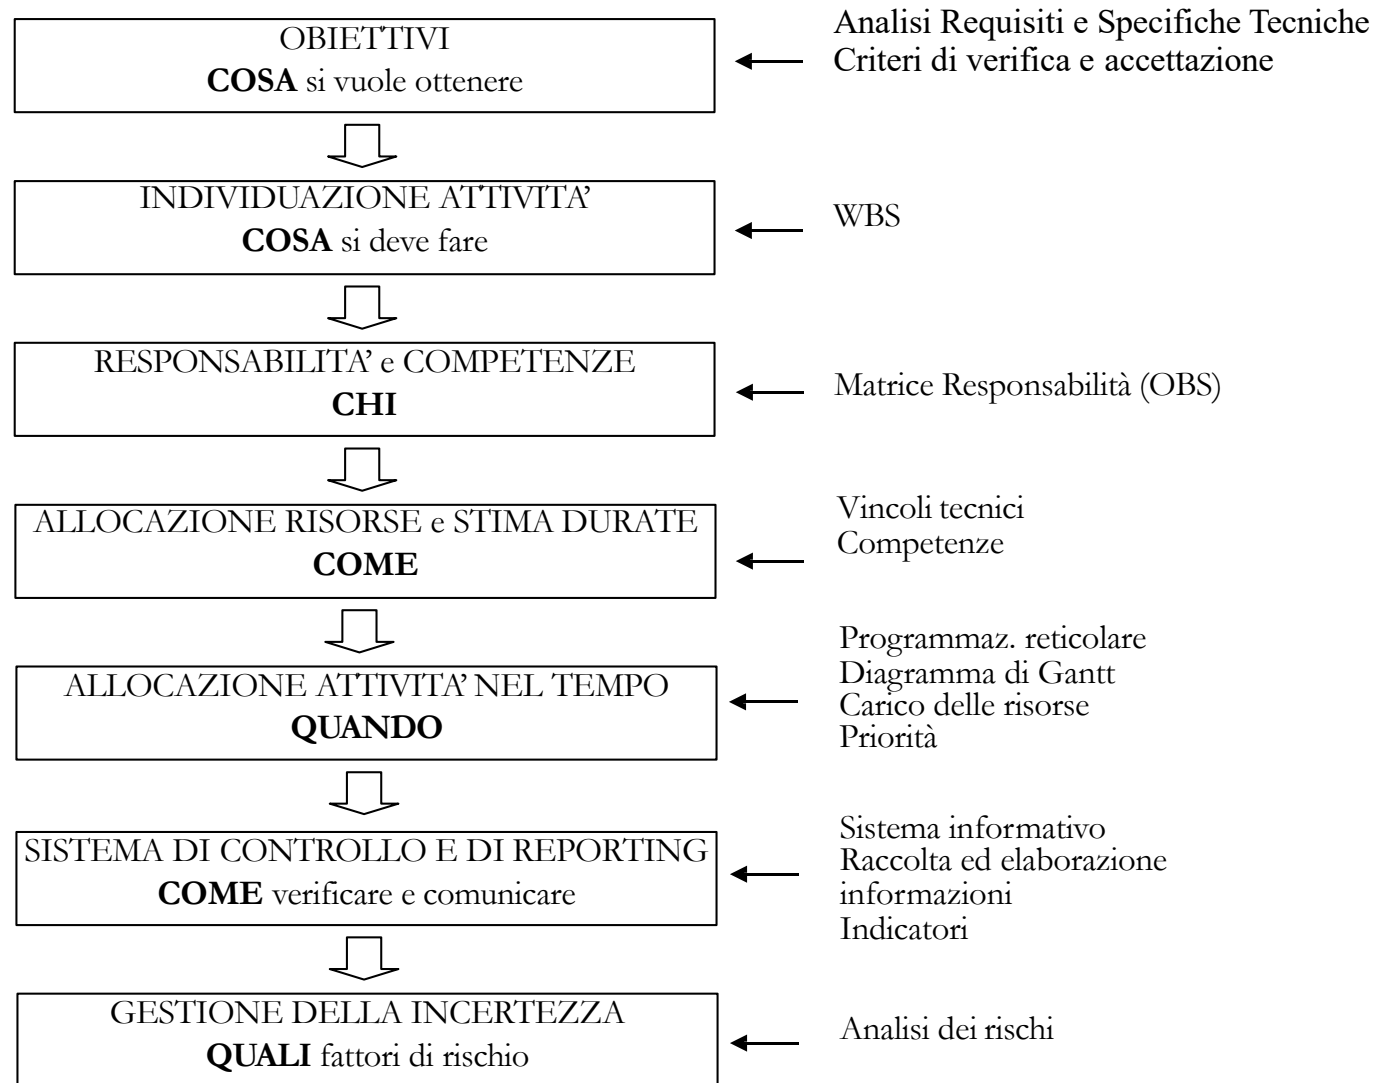 OBIETTIVI
COSA si vuole ottenere
Analisi Requisiti e Specifiche Tecniche
Criteri di verifica e accettazione
INDIVIDUAZIONE ATTIVITA’
COSA si deve fare
WBS
RESPONSABILITA’ e COMPETENZE
CHI
Matrice Responsabilità (OBS)
ALLOCAZIONE RISORSE e STIMA DURATE
COME
Vincoli tecnici
Competenze
ALLOCAZIONE ATTIVITA’ NEL TEMPO
QUANDO
Programmaz. reticolare
Diagramma di Gantt
Carico delle risorse
Priorità
SISTEMA DI CONTROLLO E DI REPORTING
COME verificare e comunicare
Sistema informativo
Raccolta ed elaborazione
informazioni
Indicatori
GESTIONE DELLA INCERTEZZA
QUALI fattori di rischio
Analisi dei rischi